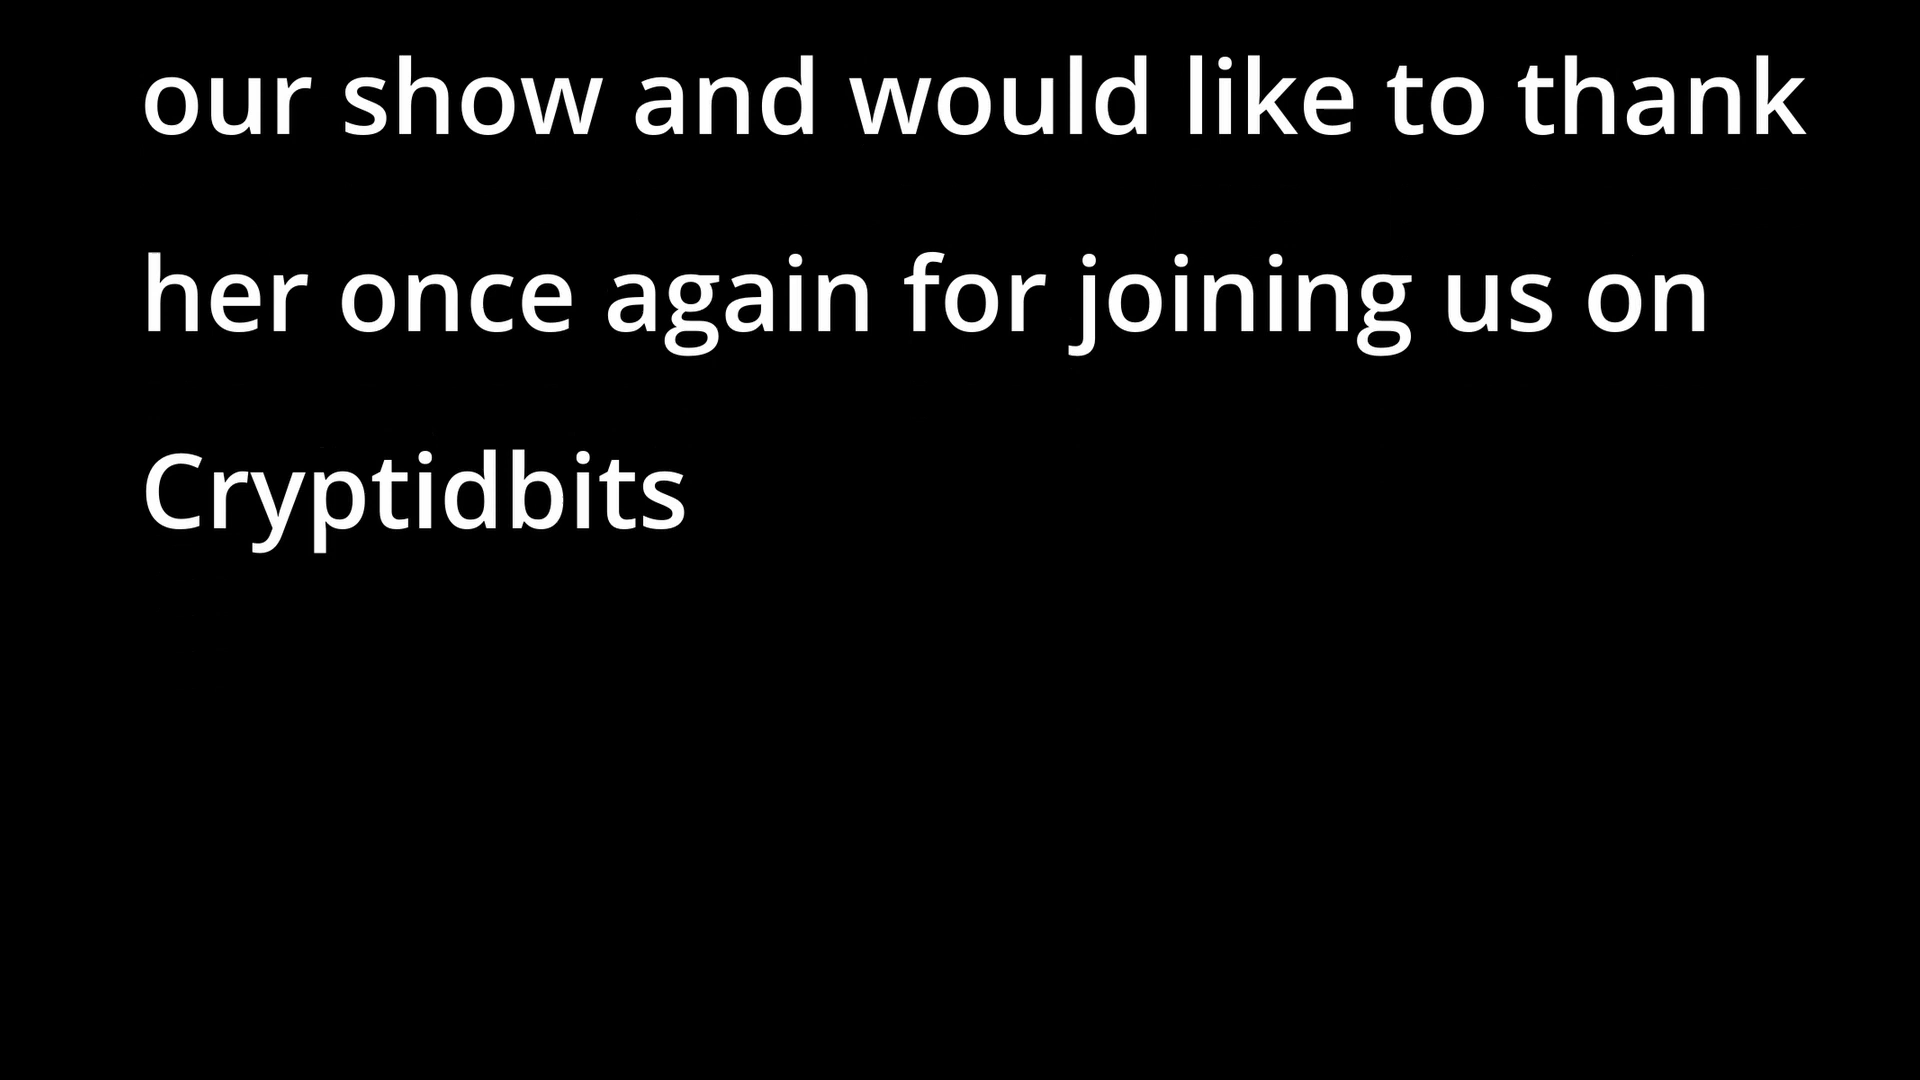 our show and would like to thank
her once again for joining us on
Cryptidbits